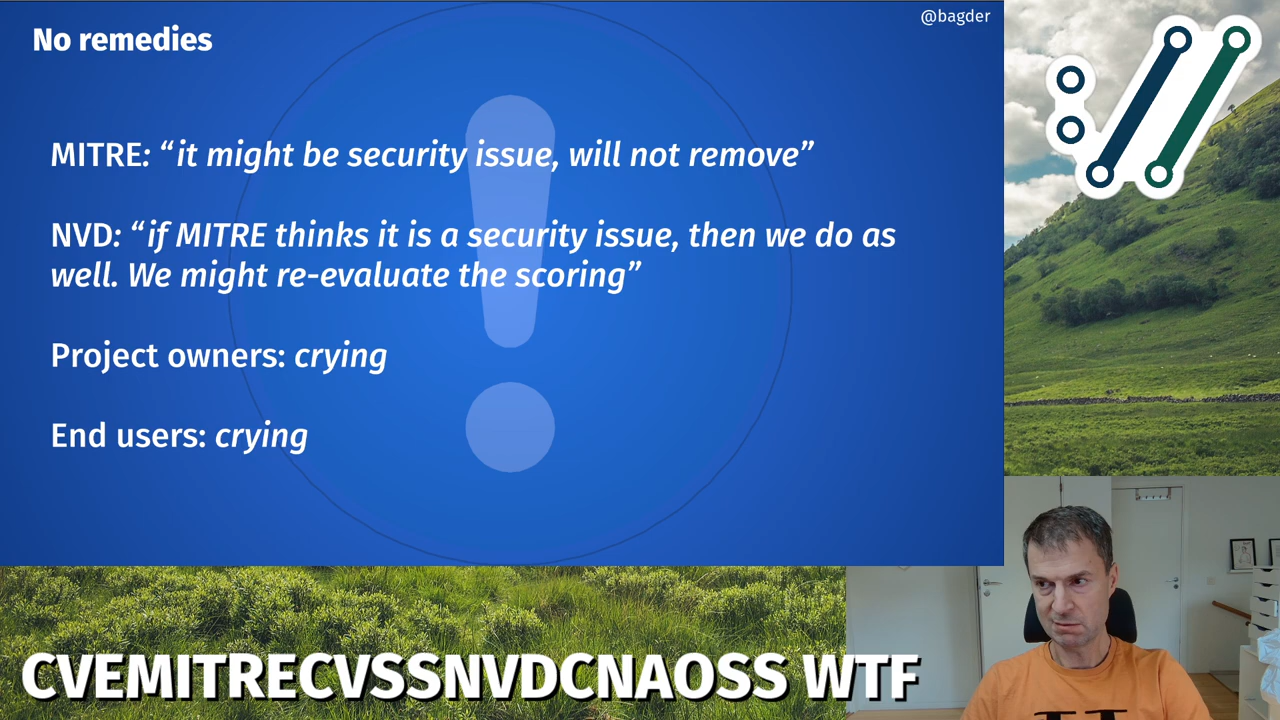 @bagder
No remedies
MITRE: “it might be security issue, will not remove”
NVD: “if MITRE thinks it is a security issue, then we do as
well. We might re-evaluate the scoring”
Project owners: crying
End users: crying
CVEMITRECVSSNVDCNAOSS WTF